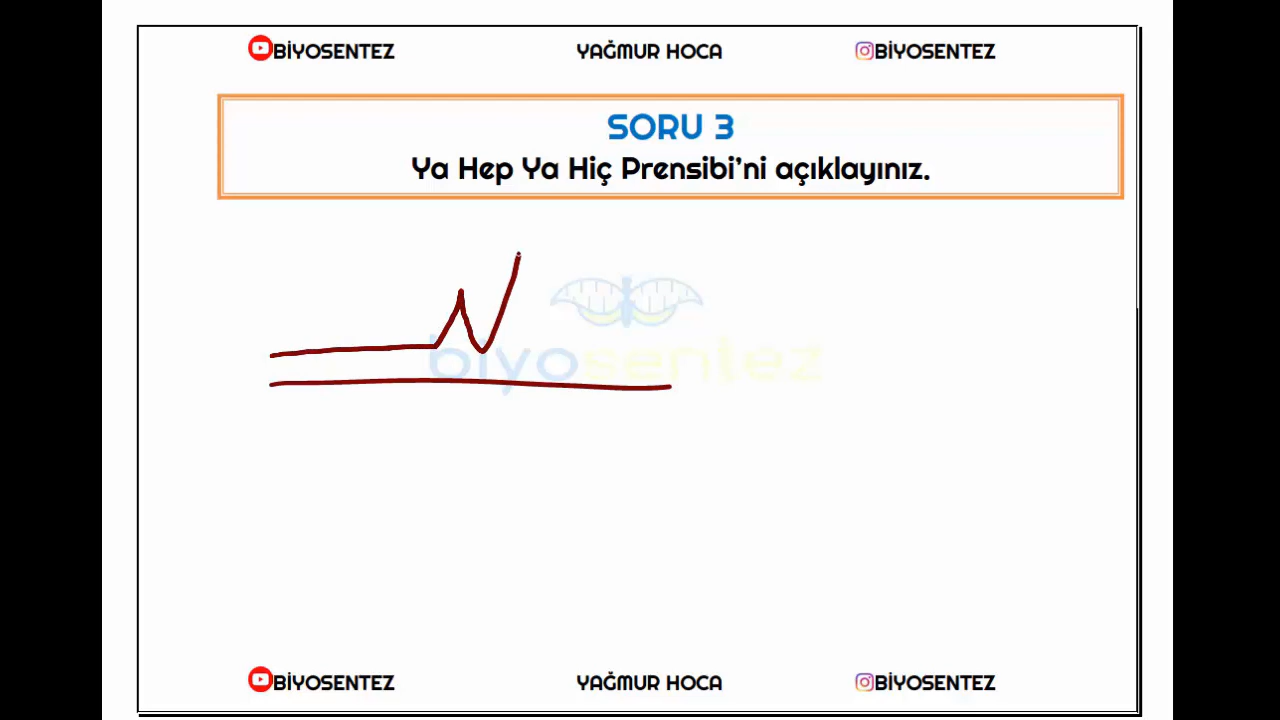 BİYOSENTEZ YAĞMUR HOCA BİYOSENTEZ
SORU 3
Ya Hep Ya Hiç Prensibi’ni açıklayınız.
biyosentez
BİYOSENTEZ YAĞMUR HOCA BİYOSENTEZ